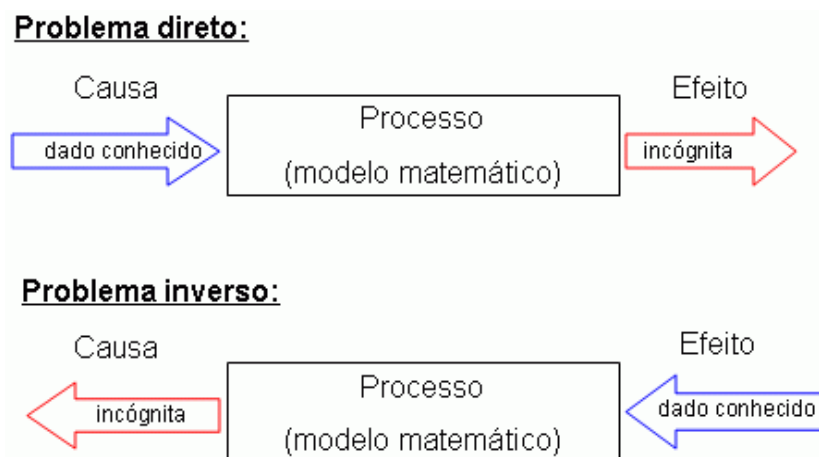 Problema direto:
Causa
Efeito
dado conhecido
Processo
(modelo matemático)
incógnita
Problema inverso:
Causa
Efeito
incógnita
Processo
(modelo matemático)
dado conhecido